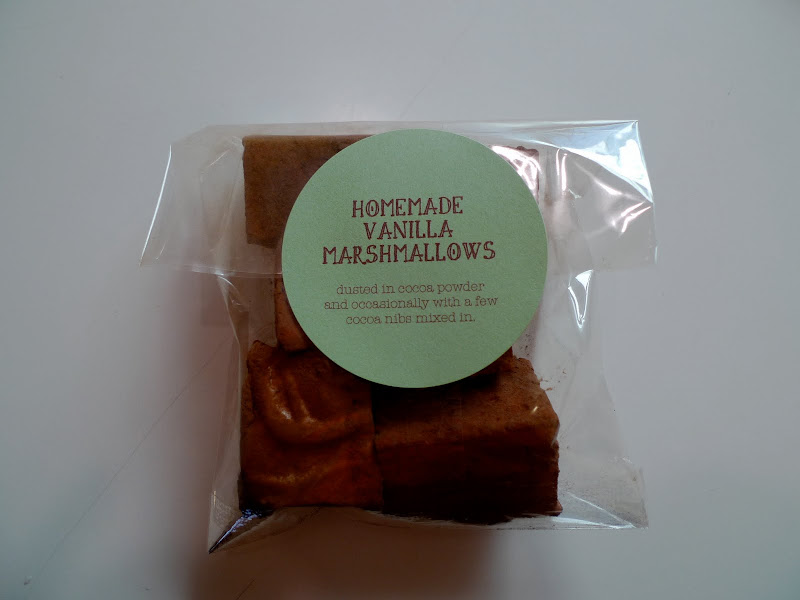 HOMEMADE
VANILLA
MARSHMALLOWS
dusted in cocoa powder
and occasionally with a few
cocoa nibs mixed in.